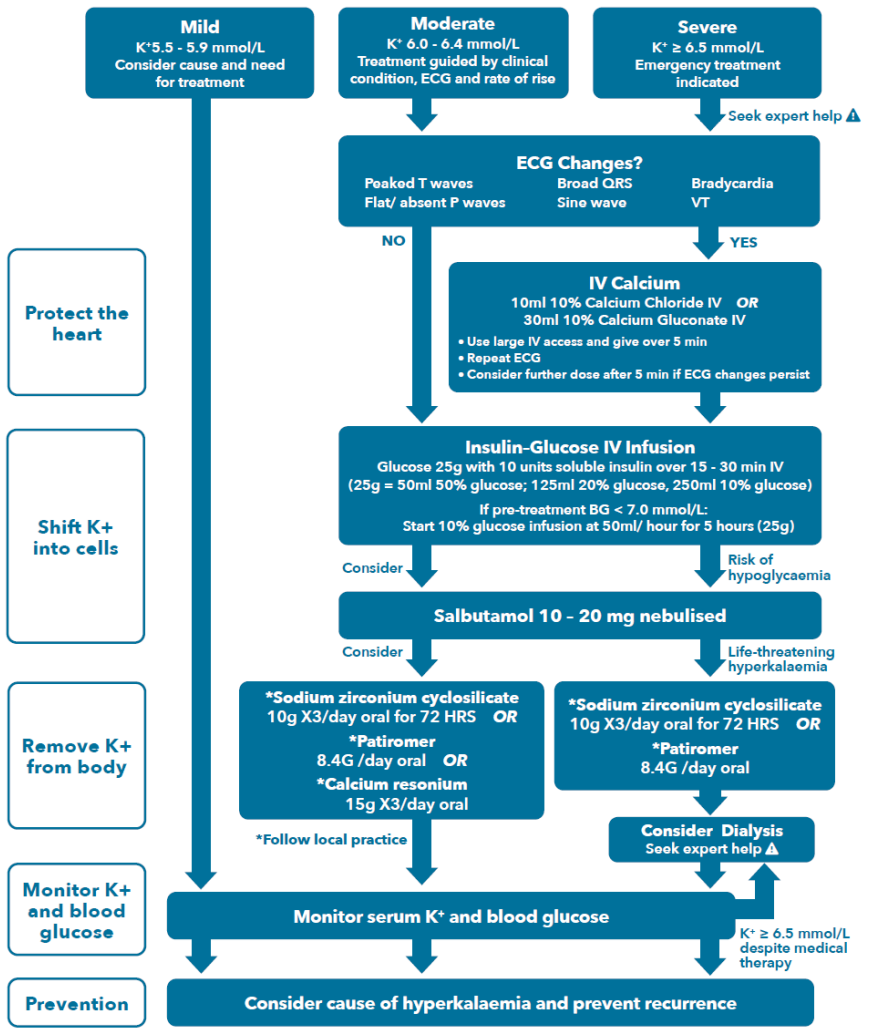 Mild
K⁺5.5 - 5.9 mmol/L
Consider cause and need
for treatment
Moderate
K⁺ 6.0 - 6.4 mmol/L
Treatment guided by clinical
condition, ECG and rate of rise
Severe
K⁺ ≥ 6.5 mmol/L
Emergency treatment
indicated
Seek expert help
ECG Changes?
Peaked T waves
Broad QRS
Bradycardia
Flat/ absent P waves
Sine wave
VT
NO
YES
Protect the
heart
IV Calcium
10ml 10% Calcium Chloride IV OR
30ml 10% Calcium Gluconate IV
• Use large IV access and give over 5 min
• Repeat ECG
• Consider further dose after 5 min if ECG changes persist
Shift K+
into cells
Insulin–Glucose IV Infusion
Glucose 25g with 10 units soluble insulin over 15 - 30 min IV
(25g = 50ml 50% glucose; 125ml 20% glucose, 250ml 10% glucose)
If pre-treatment BG < 7.0 mmol/L:
Start 10% glucose infusion at 50ml/ hour for 5 hours (25g)
Consider
Risk of
hypoglycaemia
Salbutamol 10 – 20 mg nebulised
Consider
Life-threatening
hyperkalaemia
Remove K+
from body
*Sodium zirconium cyclosilicate
10g X3/day oral for 72 HRS OR
*Patiromer
8.4G /day oral OR
*Calcium resonium
15g X3/day oral
*Sodium zirconium cyclosilicate
10g X3/day oral for 72 HRS OR
*Patiromer
8.4G /day oral
*Follow local practice
Consider Dialysis
Seek expert help
Monitor K+
and blood
glucose
Monitor serum K⁺ and blood glucose
K⁺ ≥ 6.5 mmol/L
despite medical
therapy
Prevention
Consider cause of hyperkalaemia and prevent recurrence